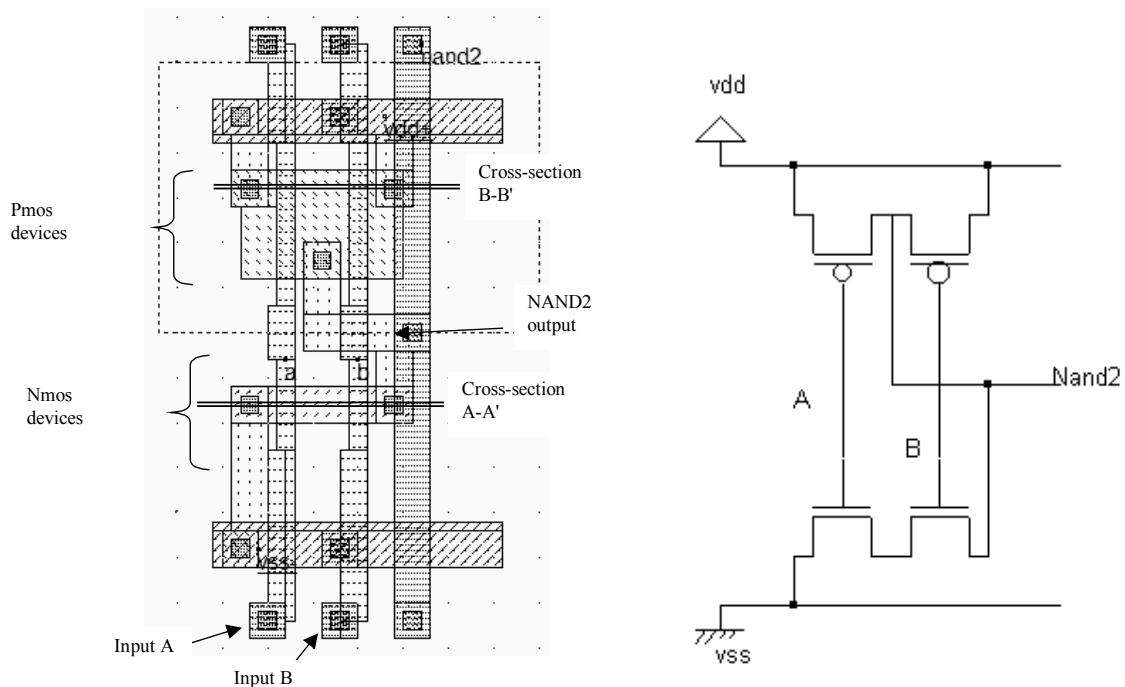 nand2
vdd+
Cross-section
B-B'
Pmos
devices
NAND2
output
a
b
Nmos
devices
Cross-section
A-A'
vss-
Input A
Input B
vdd
Nand2
A
B
vss